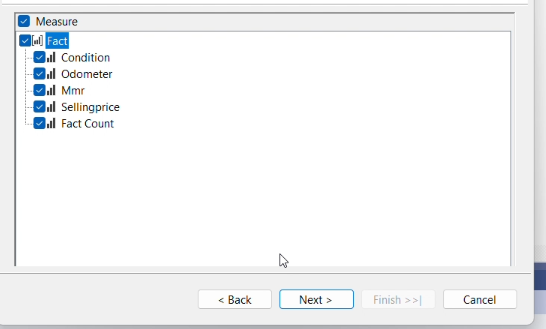 Measure
Fact
Condition
Odometer
Mmr
Sellingprice
Fact Count
< Back Next > Finish >>| Cancel